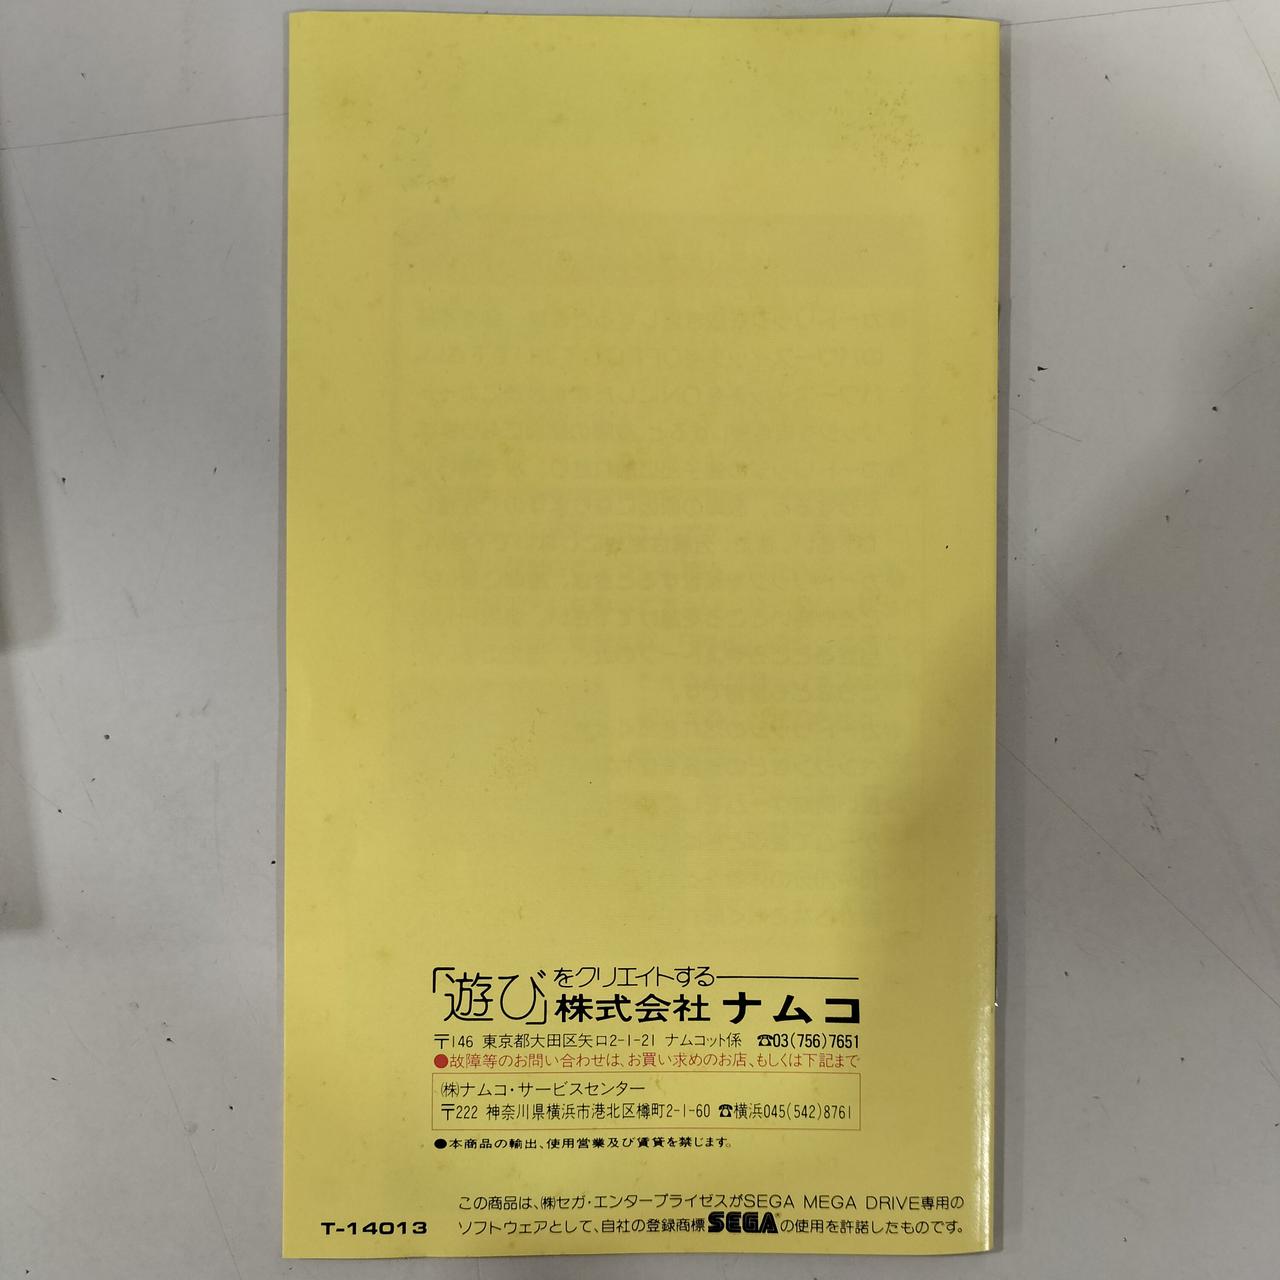 「遊び」をクリエイトする
株式会社ナムコ
〒146 東京都大田区矢口2-1-21 ナムコット係 ☎03(756)7651
●故障等のお問い合わせは、お買い求めのお店、もしくは下記まで
㈱ナムコ・サービスセンター
〒222 神奈川県横浜市港北区樽町2-1-60 ☎横浜045(542)8761
●本商品の輸出、使用営業及び賃貸を禁じます。
この商品は、㈱セガ・エンタープライゼスがSEGA MEGA DRIVE専用の
ソフトウェアとして、自社の登録商標SEGAの使用を許諾したものです。
T-14013